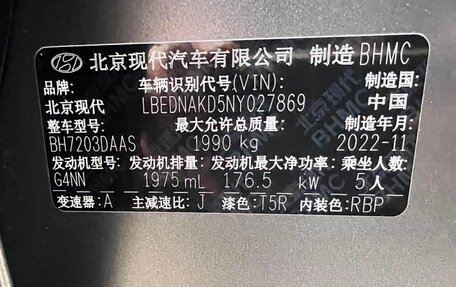 北京现代汽车有限公司 制造 BHMC
品牌: 车辆识别代号(VIN): 制造国:
北京现代 LBEDNAKD5NY027869 中国
整车型号: 最大允许总质量: 制造年月:
BH7203DAAS 1990 kg 2022-11
发动机型号: 发动机排量: 发动机最大净功率: 乘坐人数:
G4NN 1975 mL 176.5 kw 5人
变速器: A 主减速比: J 漆色: T5R 内装色: RBP